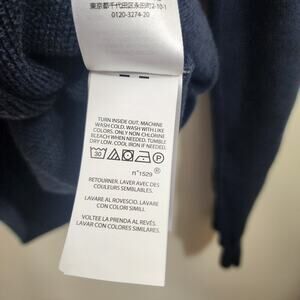 東京都千代田区永田町2-10-1
0120-3274-20
TURN INSIDE OUT. MACHINE
WASH COLD. WASH WITH LIKE
COLORS. ONLY NON-CHLORINE
BLEACH WHEN NEEDED. TUMBLE
DRY LOW. COOL IRON IF NEEDED.
30 P
n°1529
RETOURNER. LAVER AVEC DES
COULEURS SEMBLABLES.
LAVARE AL ROVESCIO. LAVARE
CON COLORI SIMILI.
VOLTEE LA PRENDA AL REVÉS.
LAVAR CON COLORES